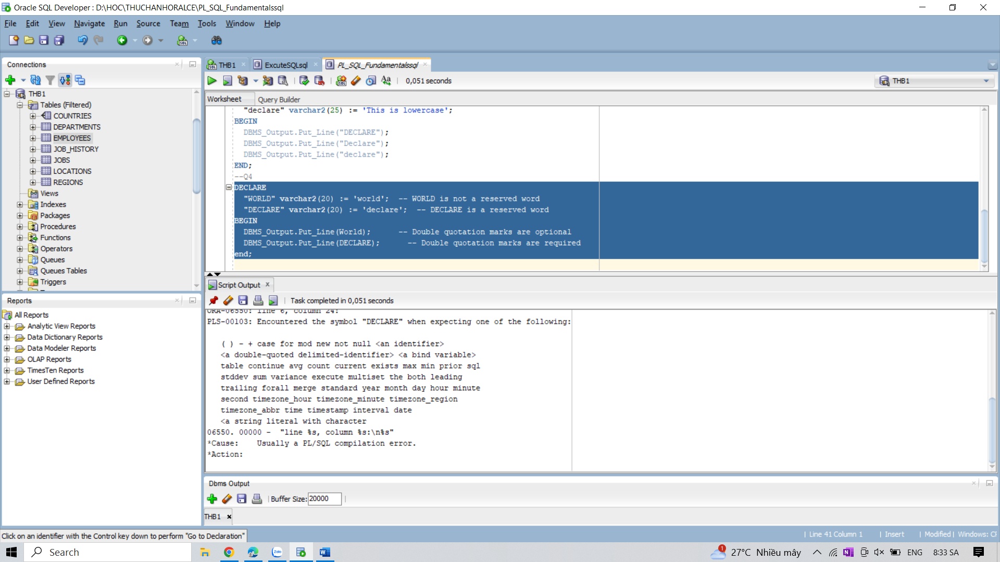 Oracle SQL Developer : D:\HOC\THUCHANHORALCE\PL_SQL_Fundamentalssql
File Edit View Navigate Run Source Team Tools Window Help
Connections
THB1
Tables (Filtered)
COUNTRIES
DEPARTMENTS
EMPLOYEES
JOB_HISTORY
JOBS
LOCATIONS
REGIONS
Views
Indexes
Packages
Procedures
Functions
Operators
Queues
Queues Tables
Triggers
Reports
All Reports
Analytic View Reports
Data Dictionary Reports
Data Modeler Reports
OLAP Reports
TimesTen Reports
User Defined Reports
THB1 ExcuteSQLsql PL_SQL_Fundamentalssql
0,051 seconds
THB1
Worksheet Query Builder
"declare" varchar2(25) := 'This is lowercase';
BEGIN
DBMS_Output.Put_Line("DECLARE");
DBMS_Output.Put_Line("Declare");
DBMS_Output.Put_Line("declare");
END;
--Q4
DECLARE
"WORLD" varchar2(20) := 'world'; -- WORLD is not a reserved word
"DECLARE" varchar2(20) := 'declare'; -- DECLARE is a reserved word
BEGIN
DBMS_Output.Put_Line(World); -- Double quotation marks are optional
DBMS_Output.Put_Line(DECLARE); -- Double quotation marks are required
end;
Script Output
Task completed in 0,051 seconds
ORA-06550: line 6, column 24:
PLS-00103: Encountered the symbol "DECLARE" when expecting one of the following:
( ) - + case for mod new not null <an identifier>
<a double-quoted delimited-identifier> <a bind variable>
table continue avg count current exists max min prior sql
stddev sum variance execute multiset the both leading
trailing forall merge standard year month day hour minute
second timezone_hour timezone_minute timezone_region
timezone_abbr time timestamp interval date
<a string literal with character
06550. 00000 - "line %s, column %s:\n%s"
*Cause: Usually a PL/SQL compilation error.
*Action:
Dbms Output
Buffer Size: 20000
THB1
Click on an identifier with the Control key down to perform "Go to Declaration"
Line 41 Column 1 Insert Modified Windows:
Search
Zalo
1
27°C Nhiều mây
ENG
8:33 SA